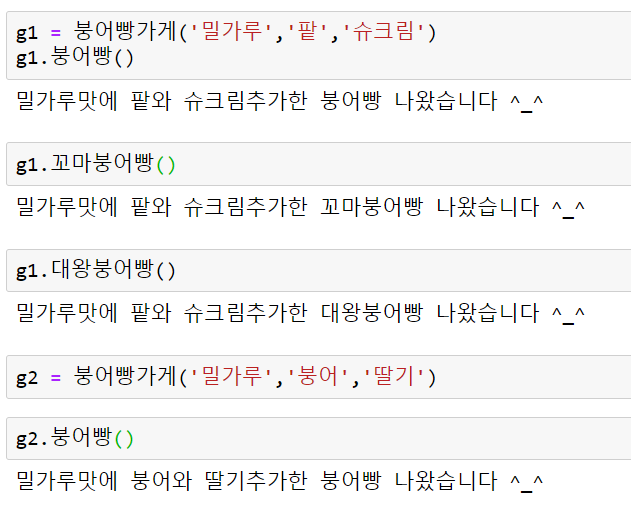 g1 = 붕어빵가게('밀가루','팥','슈크림')
g1.붕어빵()
밀가루맛에 팥와 슈크림추가한 붕어빵 나왔습니다 ^_^
g1.꼬마붕어빵()
밀가루맛에 팥와 슈크림추가한 꼬마붕어빵 나왔습니다 ^_^
g1.대왕붕어빵()
밀가루맛에 팥와 슈크림추가한 대왕붕어빵 나왔습니다 ^_^
g2 = 붕어빵가게('밀가루','붕어','딸기')
g2.붕어빵()
밀가루맛에 붕어와 딸기추가한 붕어빵 나왔습니다 ^_^